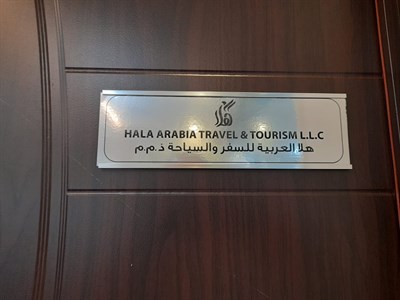 هلا
HALA ARABIA TRAVEL & TOURISM L.L.C
هلا العربية للسفر والسياحة ذ.م.م